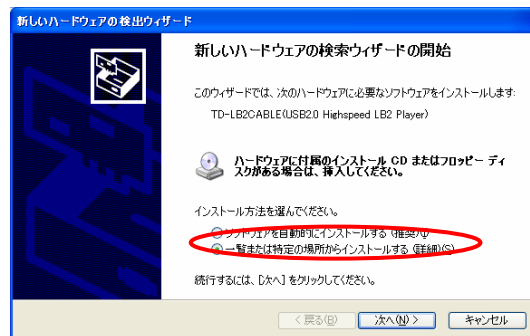 新しいハードウェアの検出ウィザード
新しいハードウェアの検索ウィザードの開始
このウィザードでは、次のハードウェアに必要なソフトウェアをインストールします:
TD-LB2CABLE(USB2.0 Highspeed LB2 Player)
ハードウェアに付属のインストール CD またはフロッピー ディ
スクがある場合は、挿入してください。
インストール方法を選んでください。
ソフトウェアを自動的にインストールする (推奨)(I)
一覧または特定の場所からインストールする (詳細)(S)
続行するには、[次へ] をクリックしてください。
< 戻る(B) 次へ(N) > キャンセル